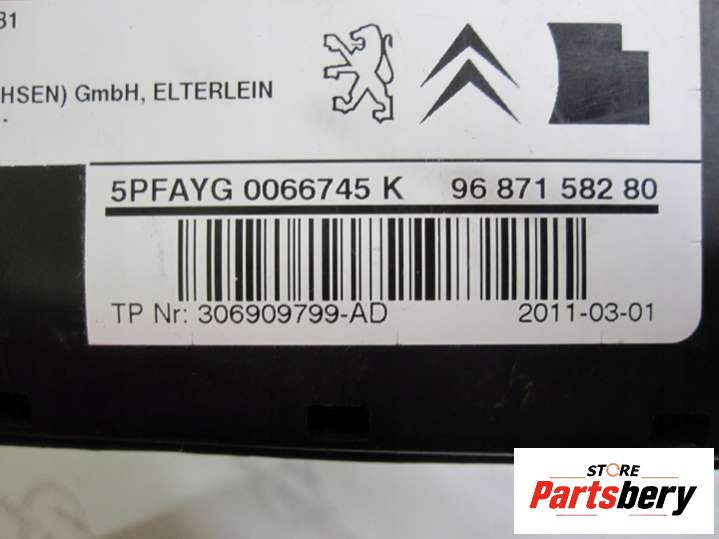 HSEN) GmbH, ELTERLEIN
5PFAYG 0066745 K 96 871 582 80
TP Nr: 306909799-AD 2011-03-01
STORE
Partsbery